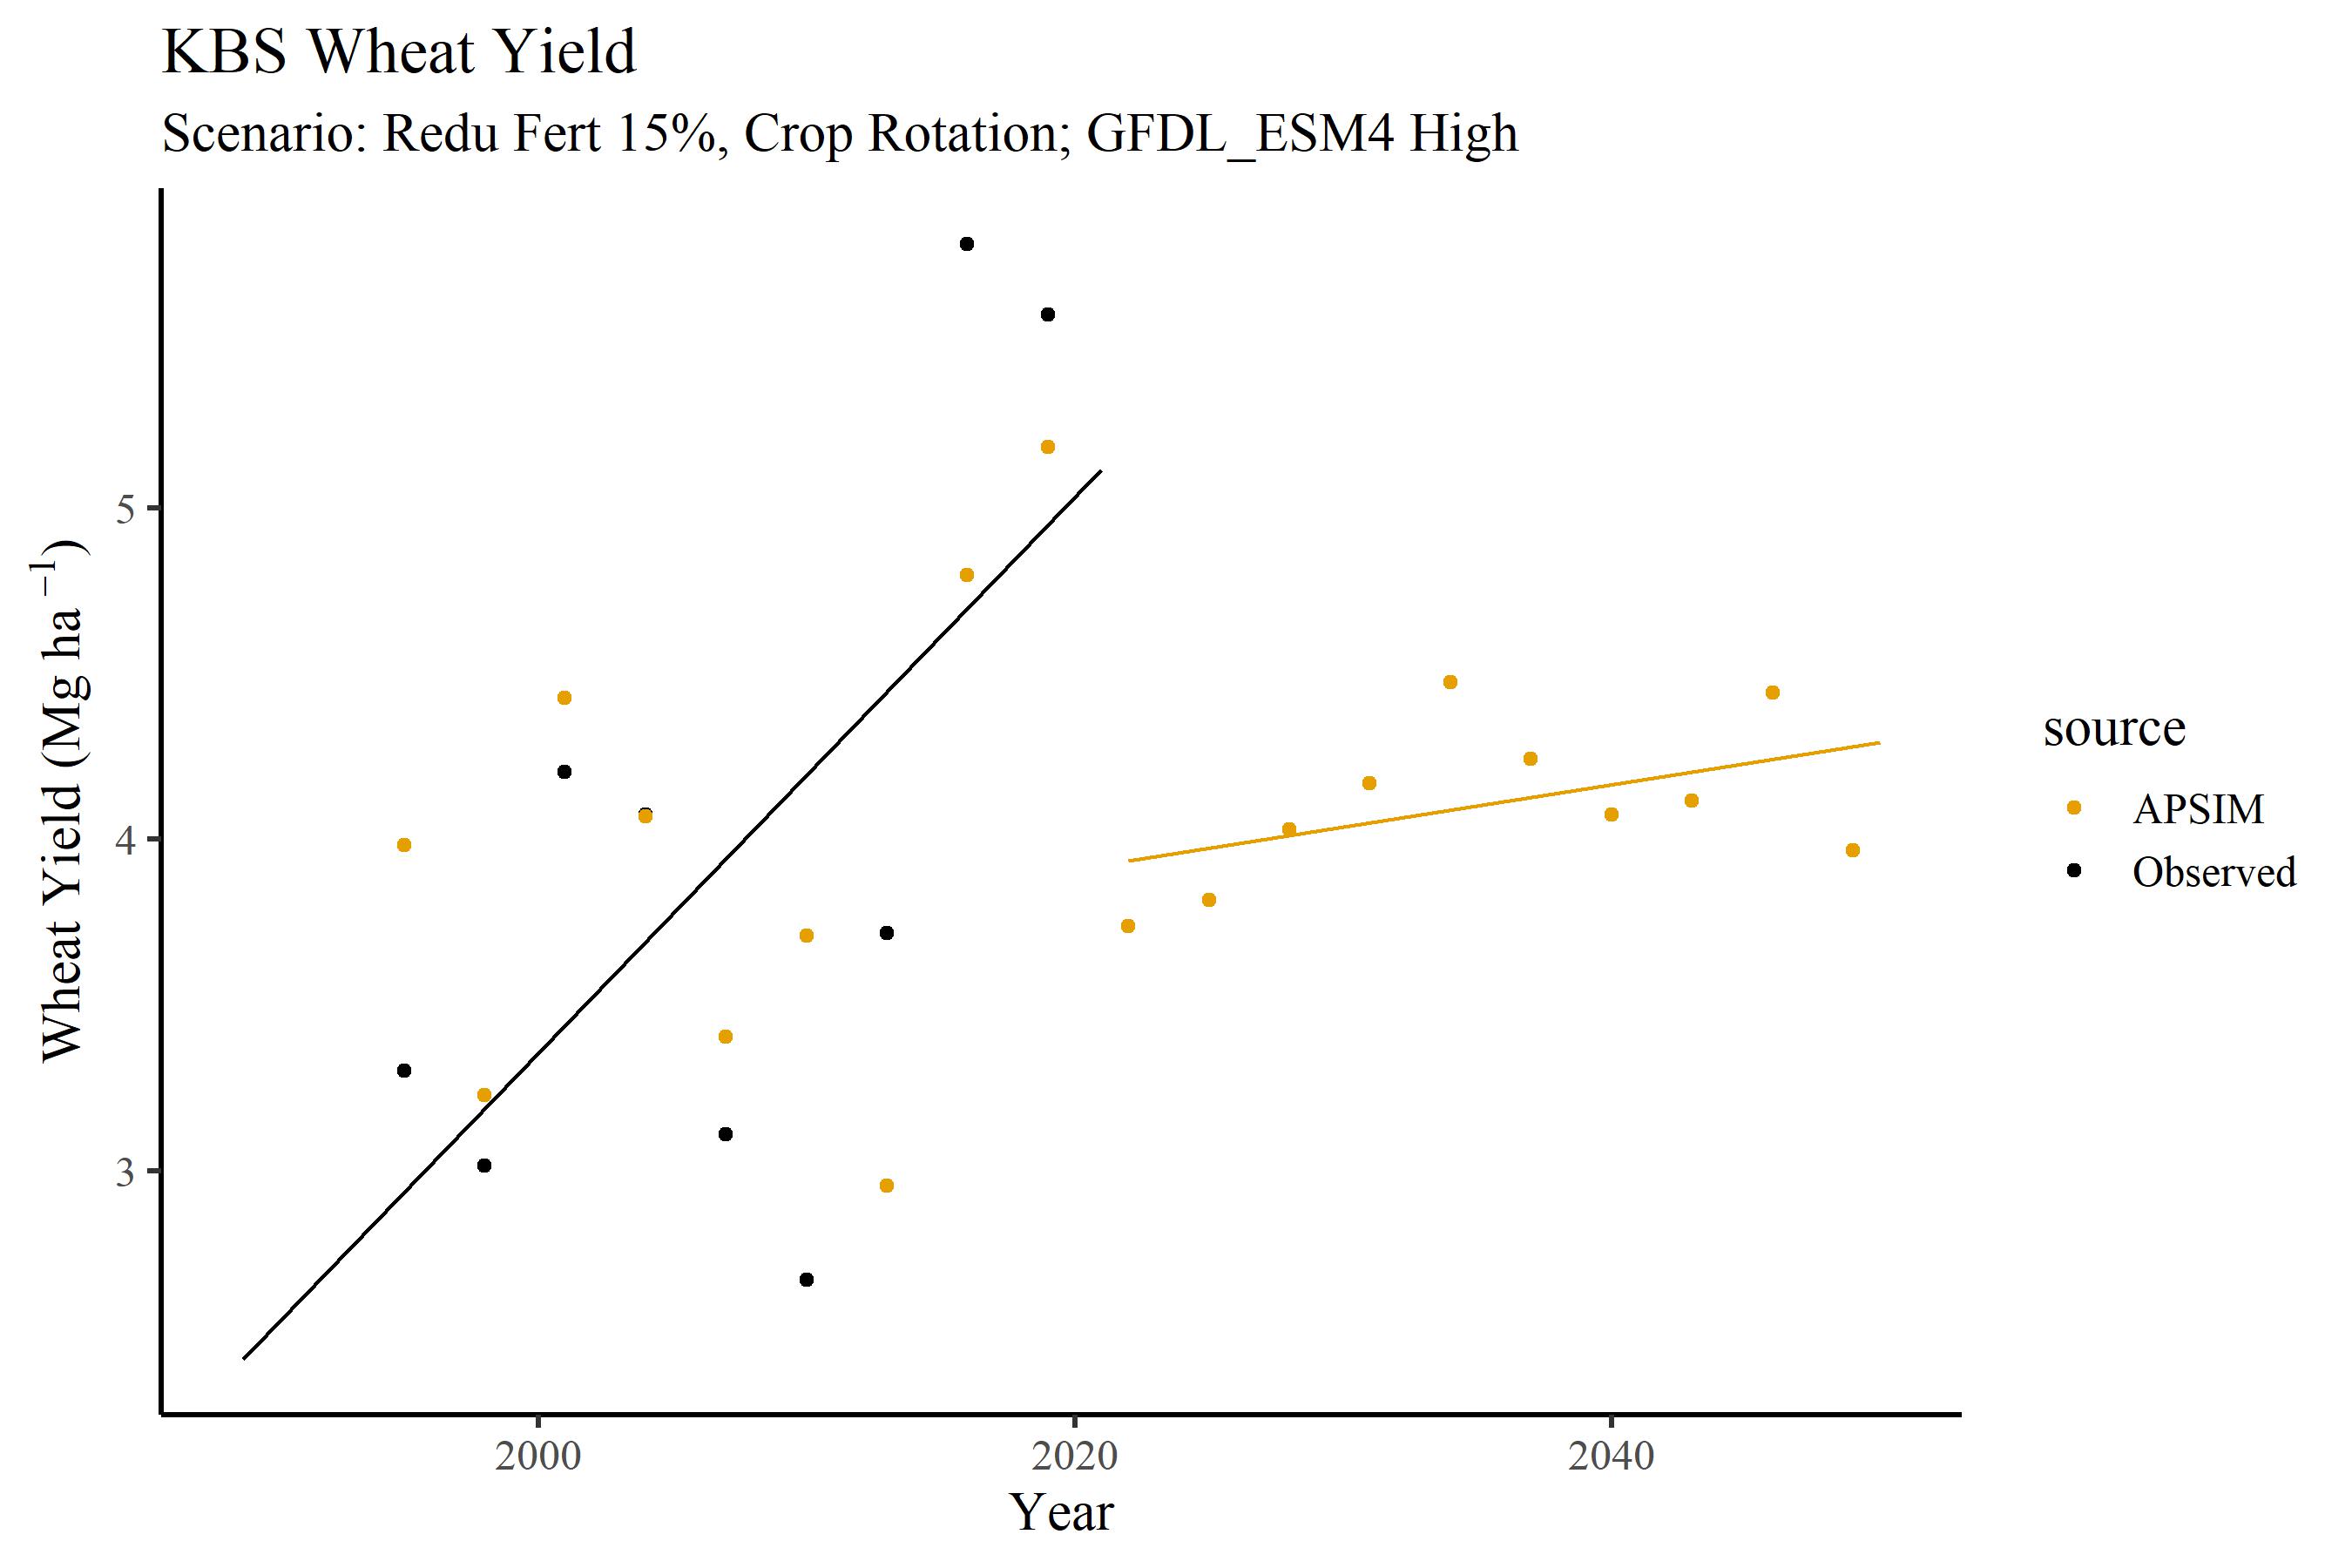 KBS Wheat Yield
Scenario: Redu Fert 15%, Crop Rotation; GFDL_ESM4 High
Wheat Yield (Mg ha⁻¹)
5
4
3
2000
2020
2040
Year
source
APSIM
Observed